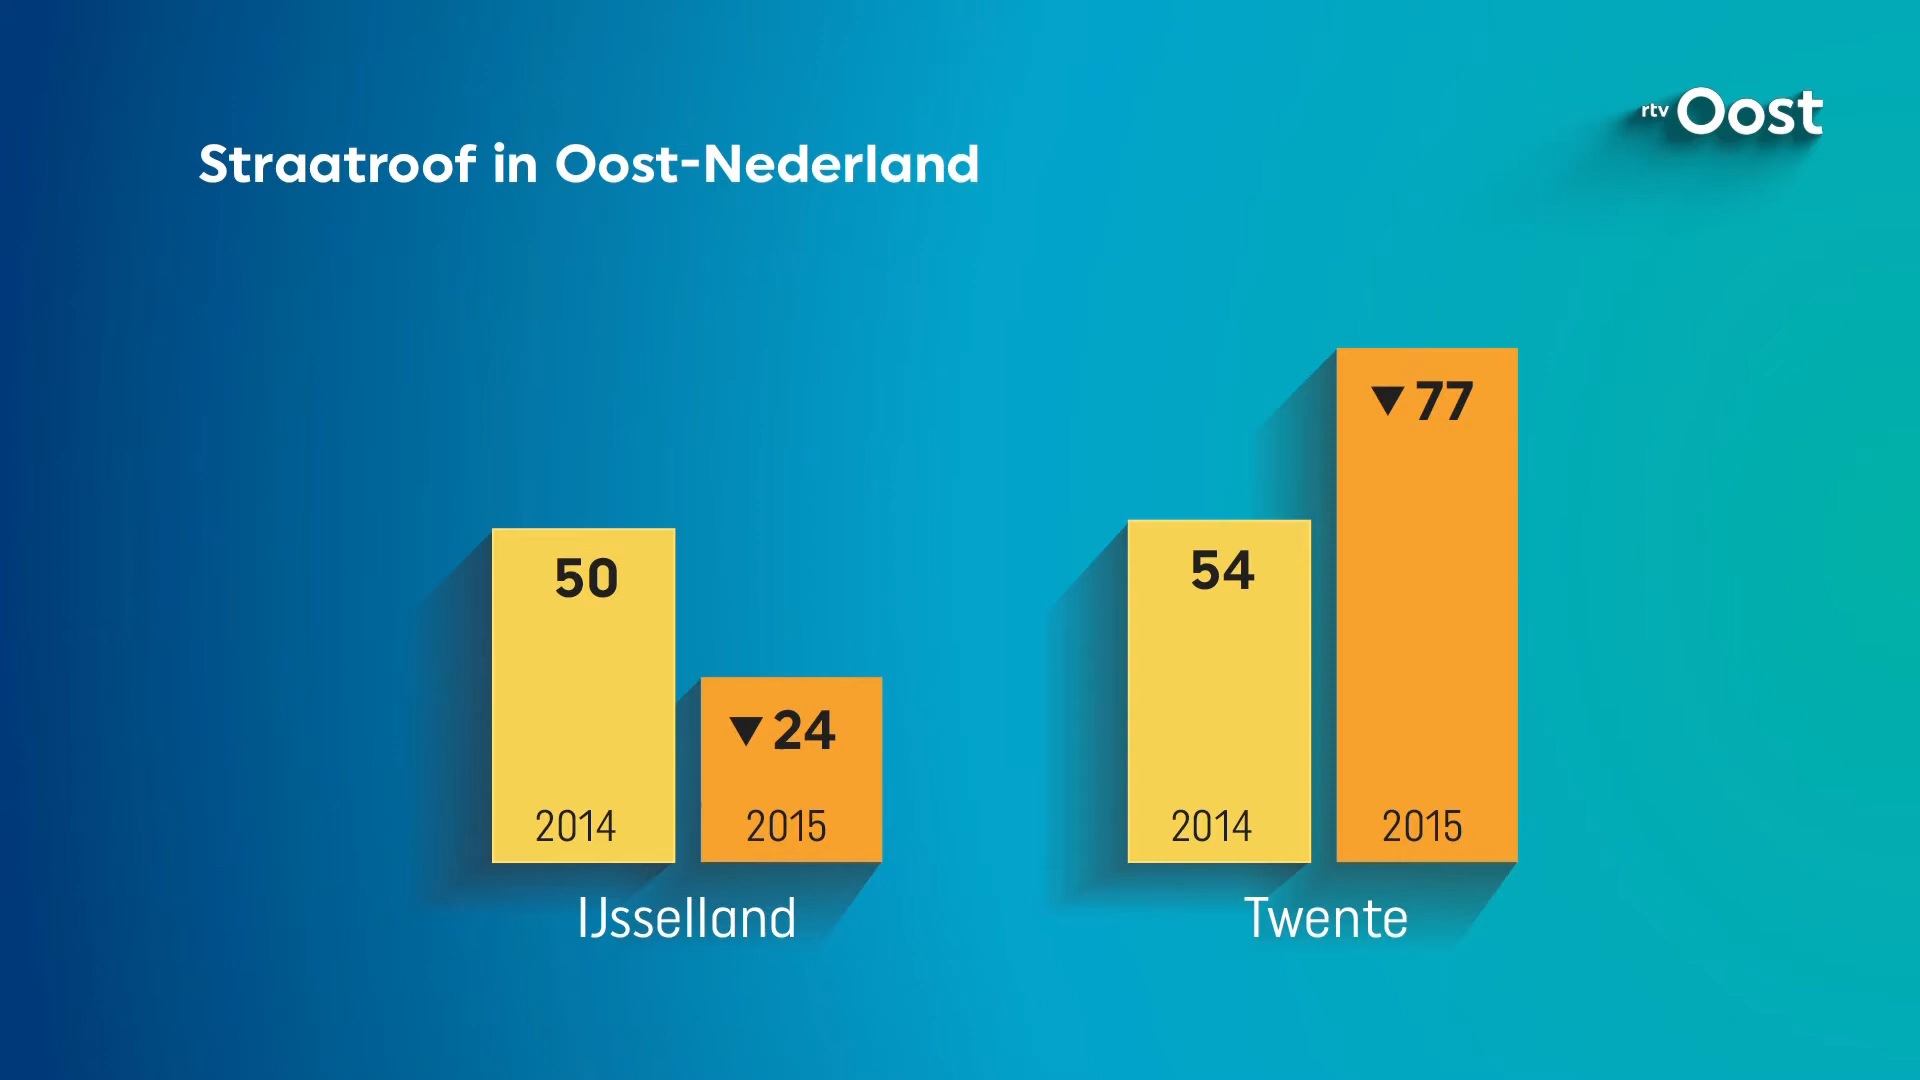 rtv Oost
Straatroof in Oost-Nederland
50
▼24
2014
2015
IJsselland
54
▼77
2014
2015
Twente